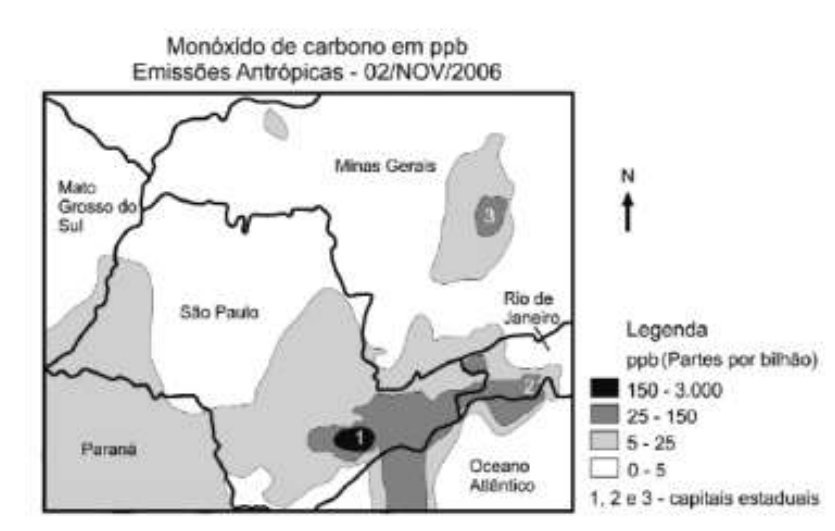 Monóxido de carbono em ppb
Emissões Antrópicas - 02/NOV/2006
Minas Gerais
Mato
Grosso do
Sul
3
N
São Paulo
Rio de
Janeiro
2
1
Paraná
Oceano
Atlêntico
Legenda
ppb (Partes por bilhão)
150 - 3.000
25 - 150
5 - 25
0 - 5
1, 2 e 3 - capitais estaduais